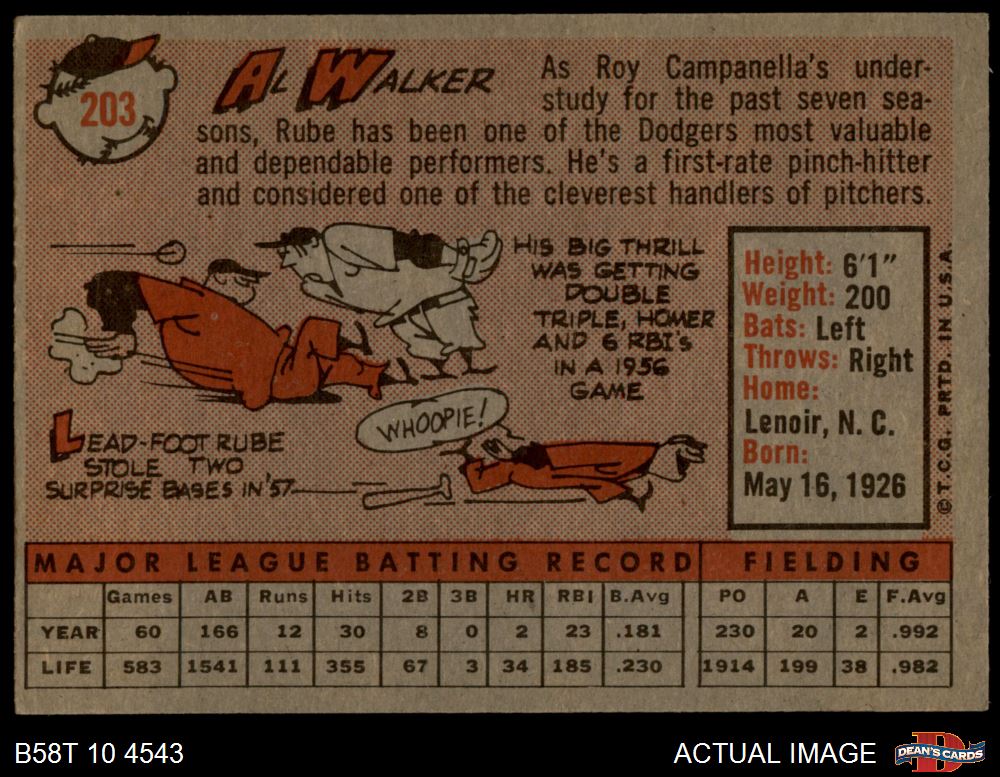 203
AL WALKER
As Roy Campanella's under-
study for the past seven sea-
sons, Rube has been one of the Dodgers most valuable
and dependable performers. He's a first-rate pinch-hitter
and considered one of the cleverest handlers of pitchers.
HIS BIG THRILL
WAS GETTING
DOUBLE
TRIPLE, HOMER
AND 6 RBI's
IN A 1956
GAME
WHOOPIE!
LEAD-FOOT RUBE
STOLE TWO
SURPRISE BASES IN '57
Height: 6'1"
Weight: 200
Bats: Left
Throws: Right
Home:
Lenoir, N. C.
Born:
May 16, 1926
© T.C.G. PRTD. IN U.S.A.
MAJOR LEAGUE BATTING RECORD FIELDING
Games AB Runs Hits 2B 3B HR RBI B.Avg PO A E F.Avg
YEAR 60 166 12 30 8 0 2 23 .181 230 20 2 .992
LIFE 583 1541 111 355 67 3 34 185 .230 1914 199 38 .982
B58T 10 4543 ACTUAL IMAGE DEAN'S CARDS